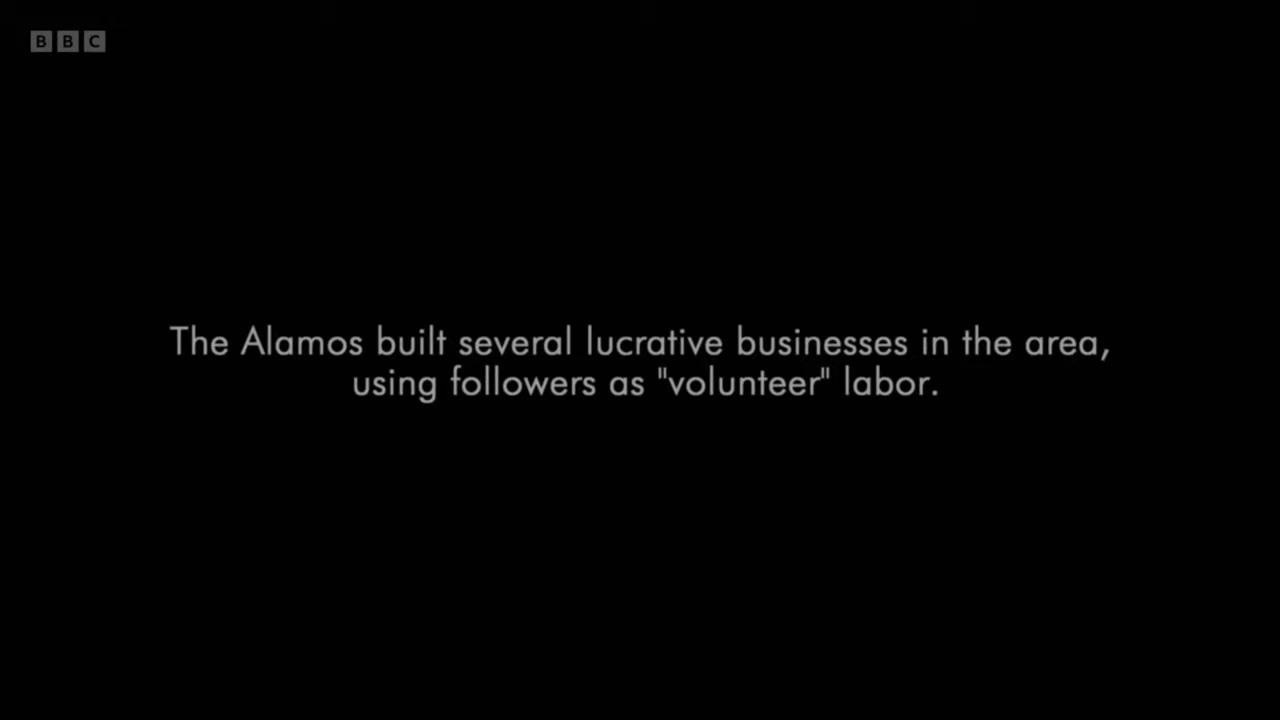 BBC
The Alamos built several lucrative businesses in the area,
using followers as "volunteer" labor.